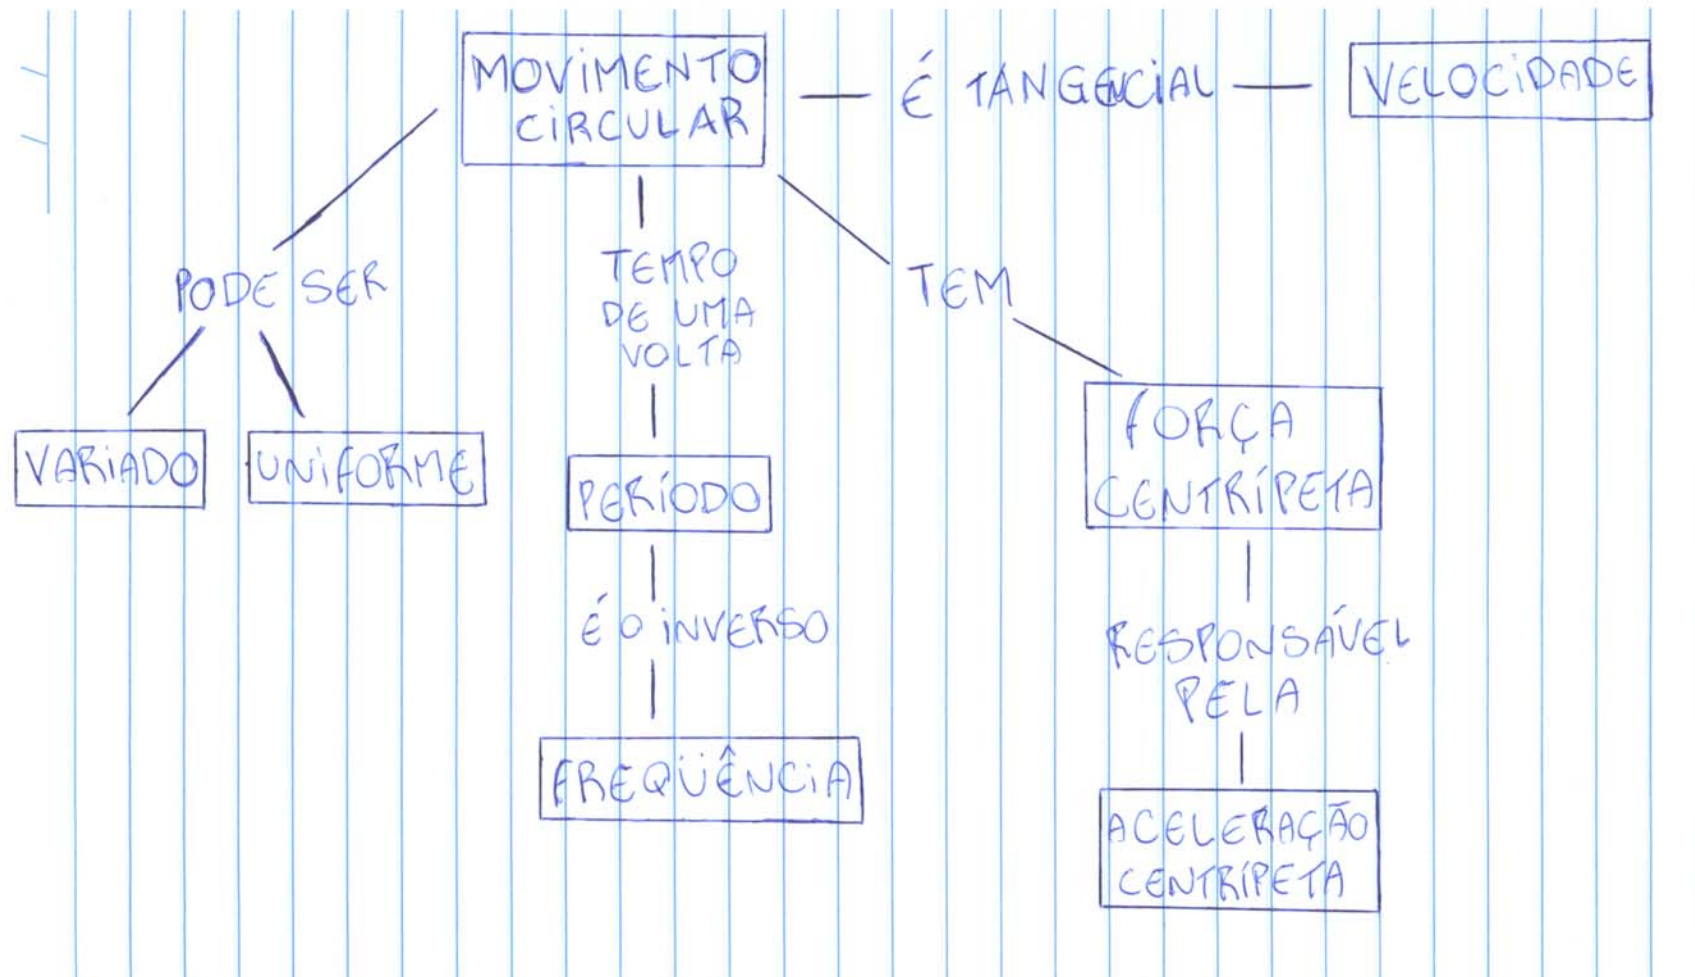 MOVIMENTO
CIRCULAR
É TANGENCIAL
VELOCIDADE
PODE SER
TEMPO
DE UMA
VOLTA
TEM
VARIADO
UNIFORME
PERÍODO
FORÇA
CENTRÍPETA
É O INVERSO
RESPONSÁVEL
PELA
FREQÜÊNCIA
ACELERAÇÃO
CENTRÍPETA